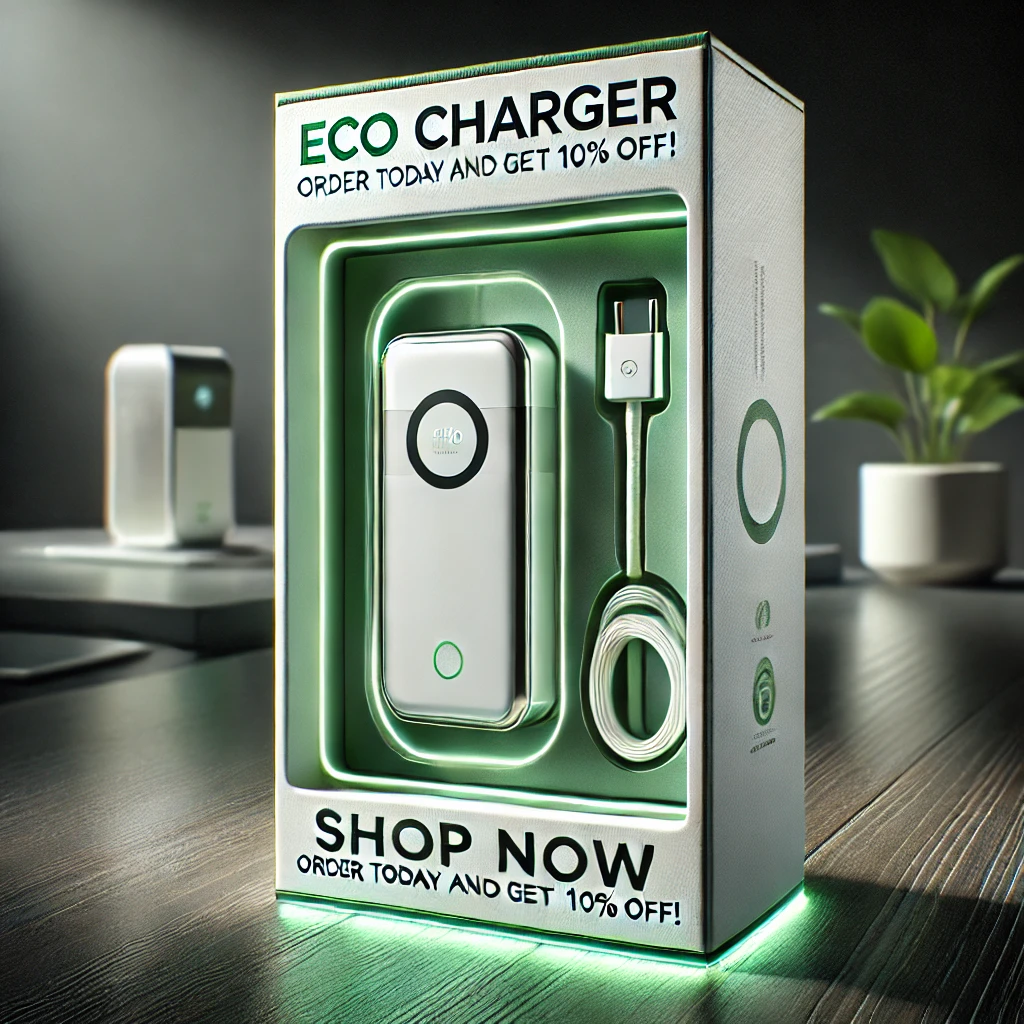 ECO CHARGER
ORDER TODAY AND GET 10% OFF!
SHOP NOW
ORDER TODAY AND GET 10% OFF!